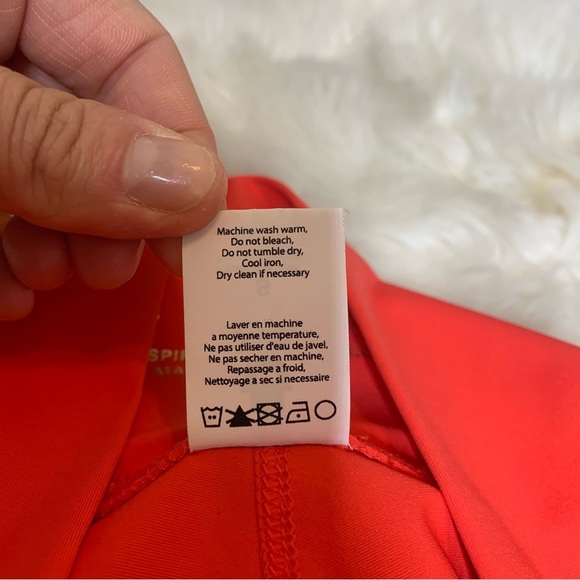 Machine wash warm,
Do not bleach,
Do not tumble dry,
Cool iron,
Dry clean if necessary
Laver en machine
a moyenne temperature,
Ne pas utiliser d'eau de javel,
Ne pas secher en machine,
Repassage a froid,
Nettoyage a sec si necessaire